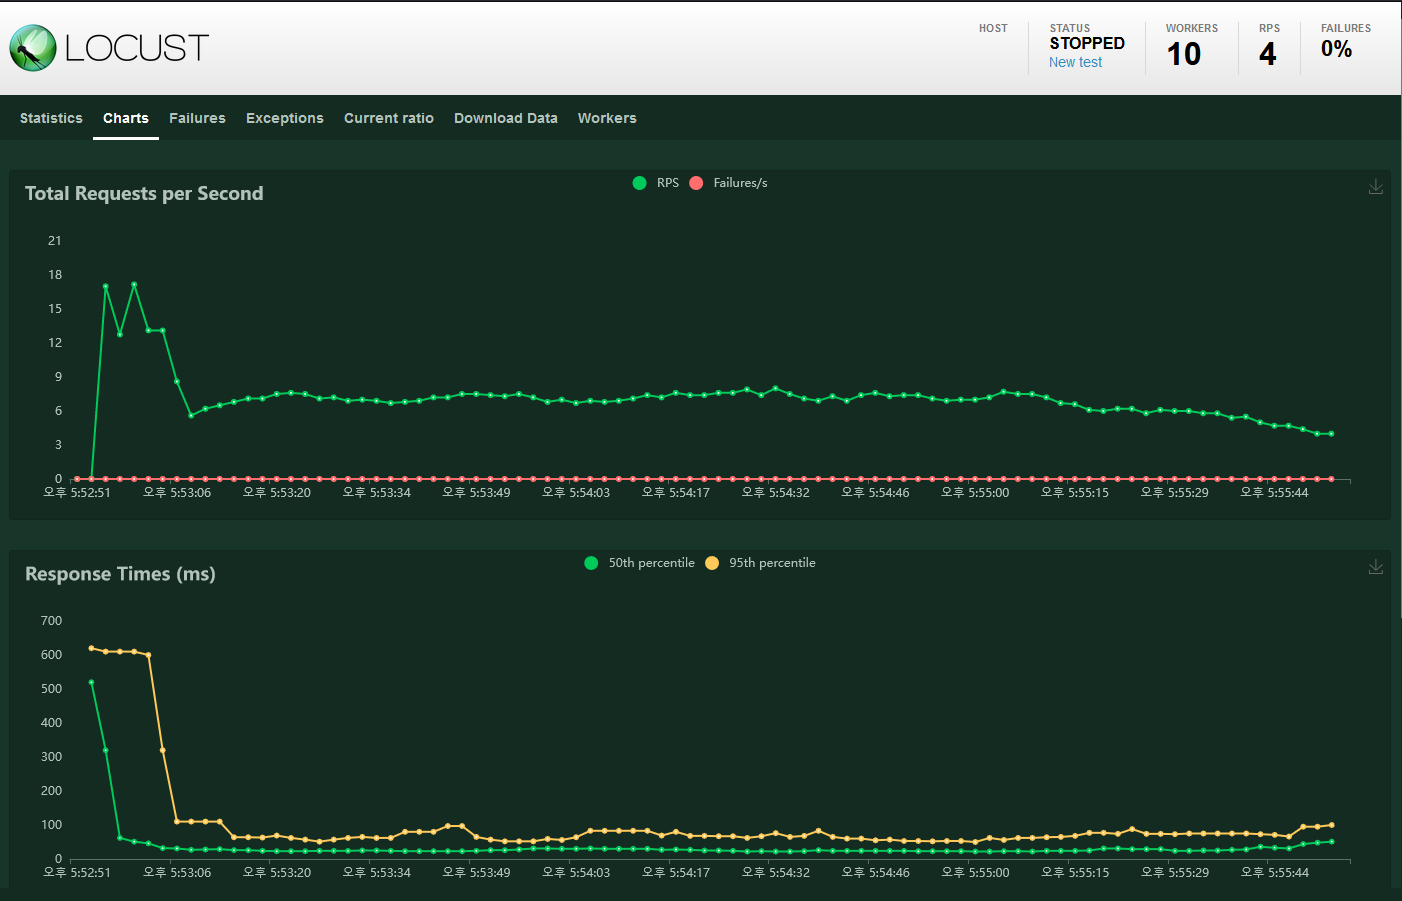 LOCUST
HOST
STATUS
STOPPED
New test
WORKERS
10
RPS
4
FAILURES
0%
Statistics Charts Failures Exceptions Current ratio Download Data Workers
Total Requests per Second
RPS Failures/s
21
18
15
12
9
6
3
0
오후 5:52:51 오후 5:53:06 오후 5:53:20 오후 5:53:34 오후 5:53:49 오후 5:54:03 오후 5:54:17 오후 5:54:32 오후 5:54:46 오후 5:55:00 오후 5:55:15 오후 5:55:29 오후 5:55:44
Response Times (ms)
50th percentile 95th percentile
700
600
500
400
300
200
100
0
오후 5:52:51 오후 5:53:06 오후 5:53:20 오후 5:53:34 오후 5:53:49 오후 5:54:03 오후 5:54:17 오후 5:54:32 오후 5:54:46 오후 5:55:00 오후 5:55:15 오후 5:55:29 오후 5:55:44